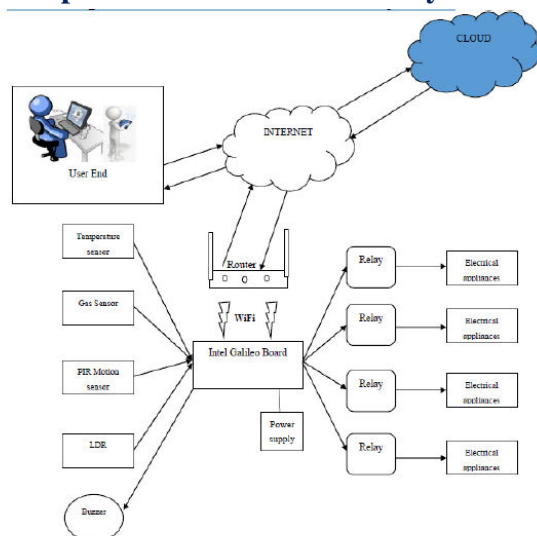 CLOUD
INTERNET
User End
Temperature
sensor
Router
Relay
Electrical
appliances
Gas Sensor
WiFi
Relay
Electrical
appliances
Intel Galileo Board
PIR Motion
sensor
Relay
Electrical
appliances
Power
supply
LDR
Relay
Electrical
appliances
Buzzer